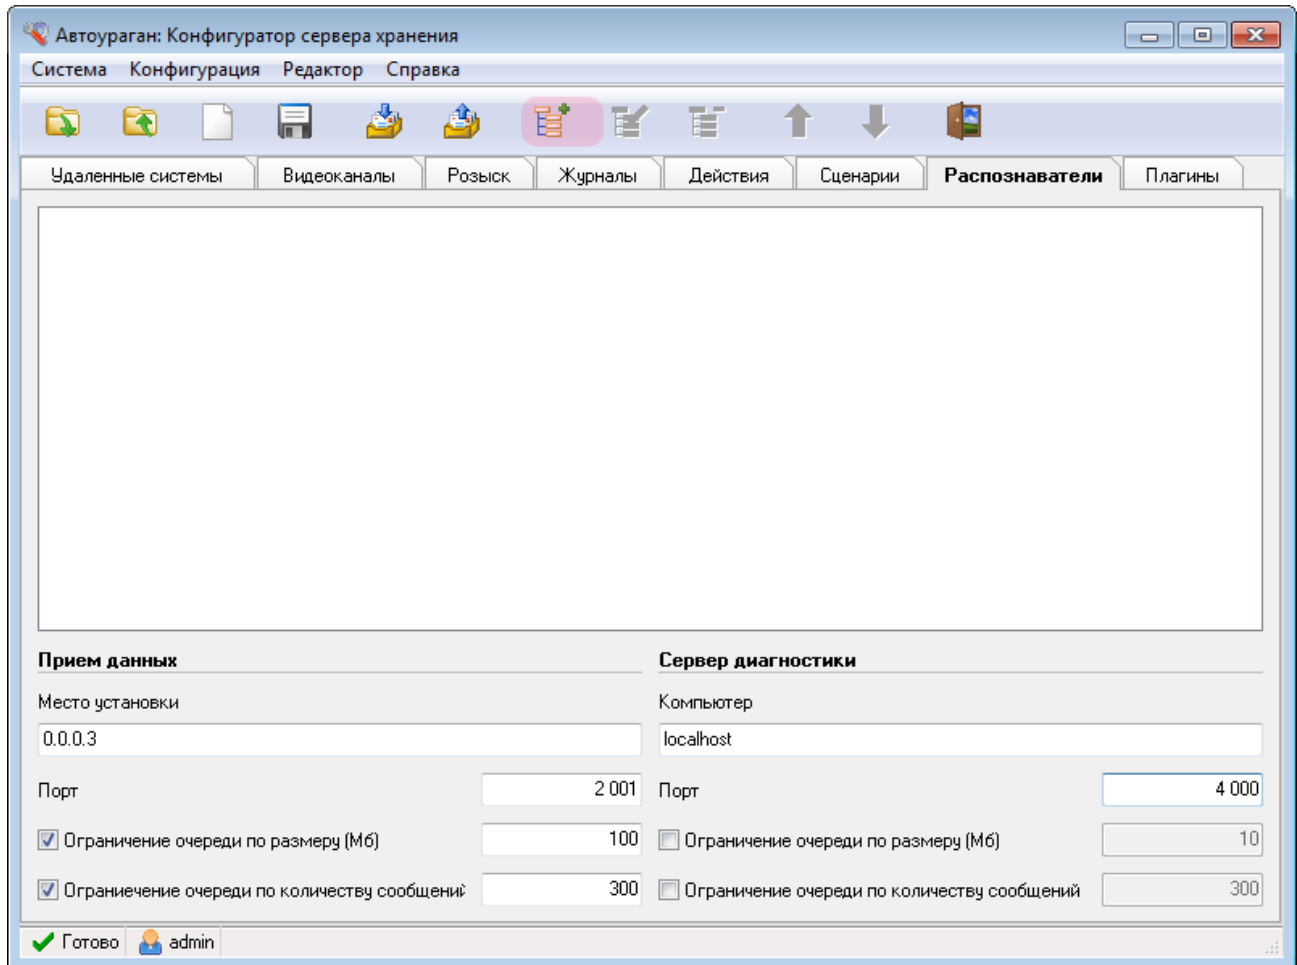 Автоураган: Конфигуратор сервера хранения
Система Конфигурация Редактор Справка
Удаленные системы Видеоканалы Розыск Журналы Действия Сценарии Распознаватели Плагины
Прием данных Сервер диагностики
Место установки Компьютер
0.0.0.3 localhost
Порт 2 001 Порт 4 000
Ограничение очереди по размеру (Мб) 100 Ограничение очереди по размеру (Мб) 10
Ограниечение очереди по количеству сообщений 300 Ограничение очереди по количеству сообщений 300
Готово admin